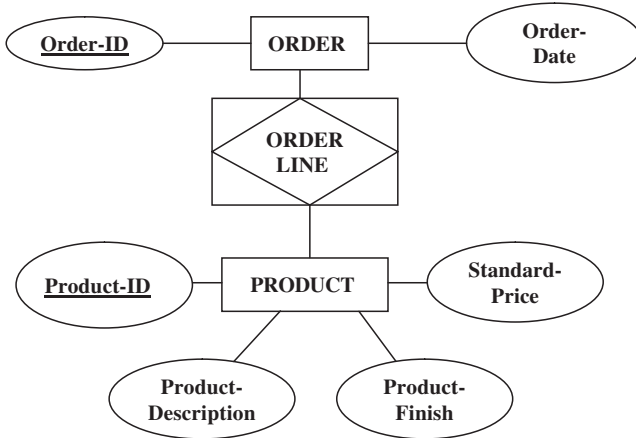 Order-ID
ORDER
Order-
Date
ORDER
LINE
Product-ID
PRODUCT
Standard-
Price
Product-
Description
Product-
Finish